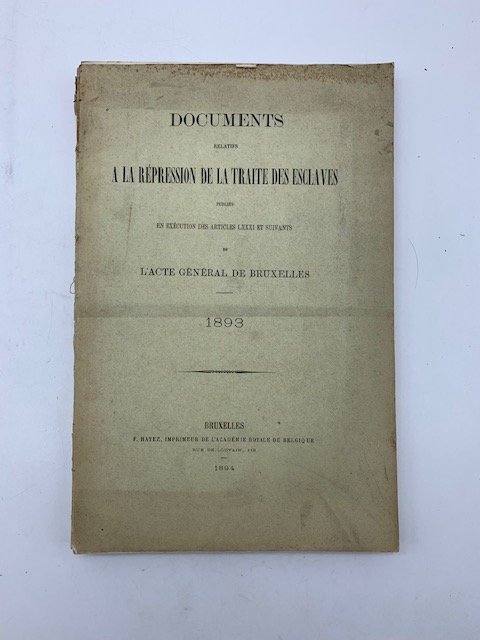 DOCUMENTS
RELATIFS
A LA RÉPRESSION DE LA TRAITE DES ESCLAVES
PUBLIÉS
EN EXÉCUTION DES ARTICLES LXXXI ET SUIVANTS
DE
L'ACTE GÉNÉRAL DE BRUXELLES
1893
BRUXELLES
F. HAYEZ, IMPRIMEUR DE L'ACADÉMIE ROYALE DE BELGIQUE
RUE DE LOUVAIN, 112
1894